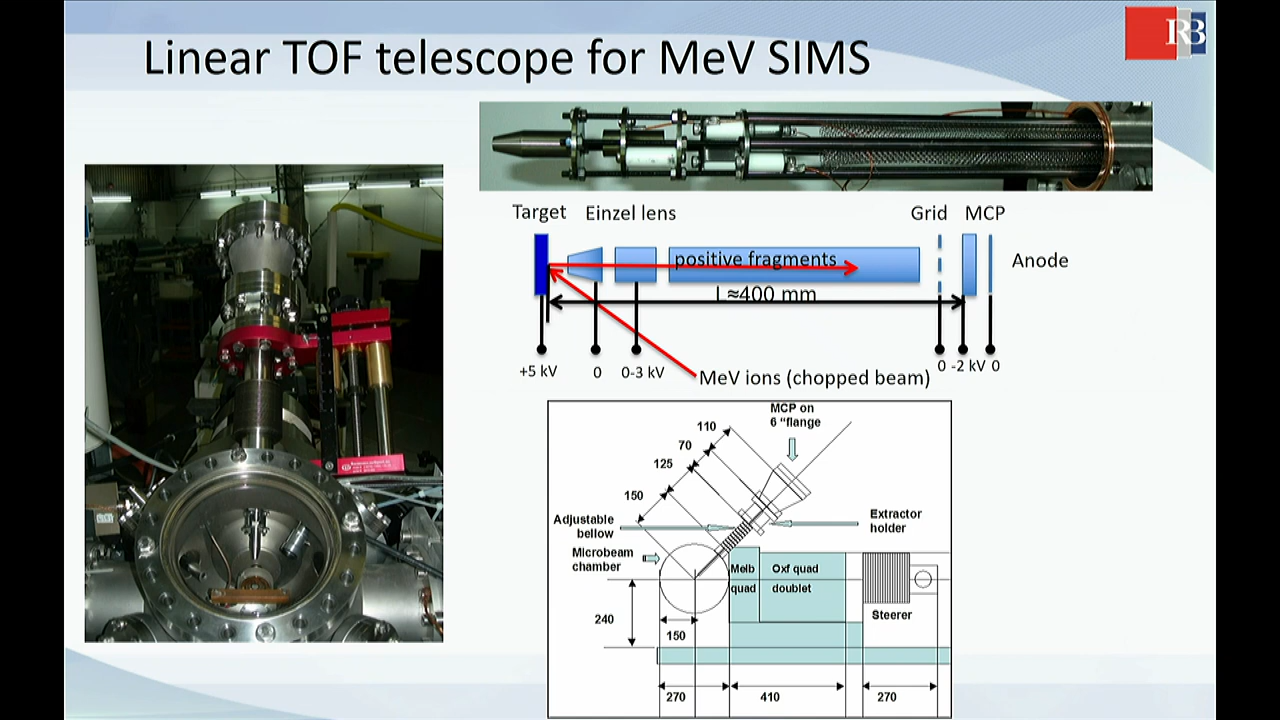 Linear TOF telescope for MeV SIMS
RB
Target Einzel lens Grid MCP
positive fragments
Anode
L≈400 mm
+5 kV 0 0-3 kV 0 -2 kV 0
MeV ions (chopped beam)
MCP on
6 “flange
110
70
125
150
Adjustable
bellow
Extractor
holder
Microbeam
chamber
Melb
quad
Oxf quad
doublet
Steerer
240
150
270
410
270